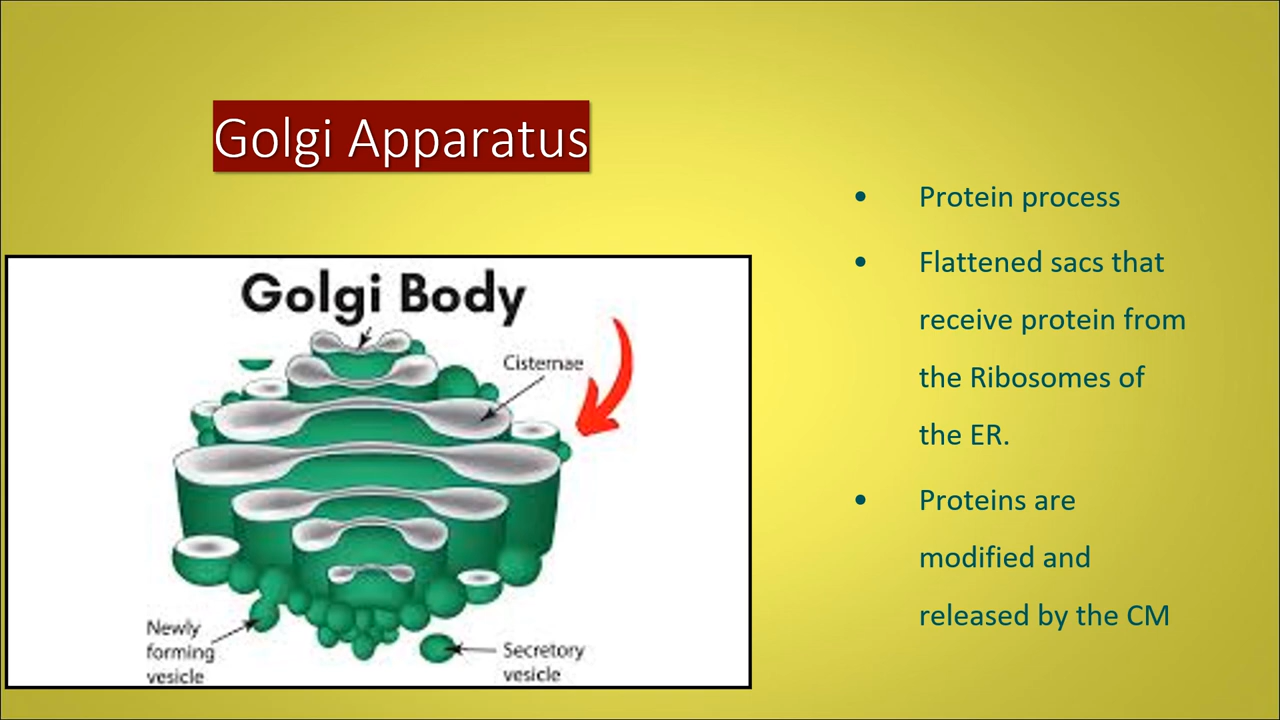 Golgi Apparatus
Golgi Body
Cisternae
Newly
forming
vesicle
Secretory
vesicle
• Protein process
• Flattened sacs that
receive protein from
the Ribosomes of
the ER.
• Proteins are
modified and
released by the CM